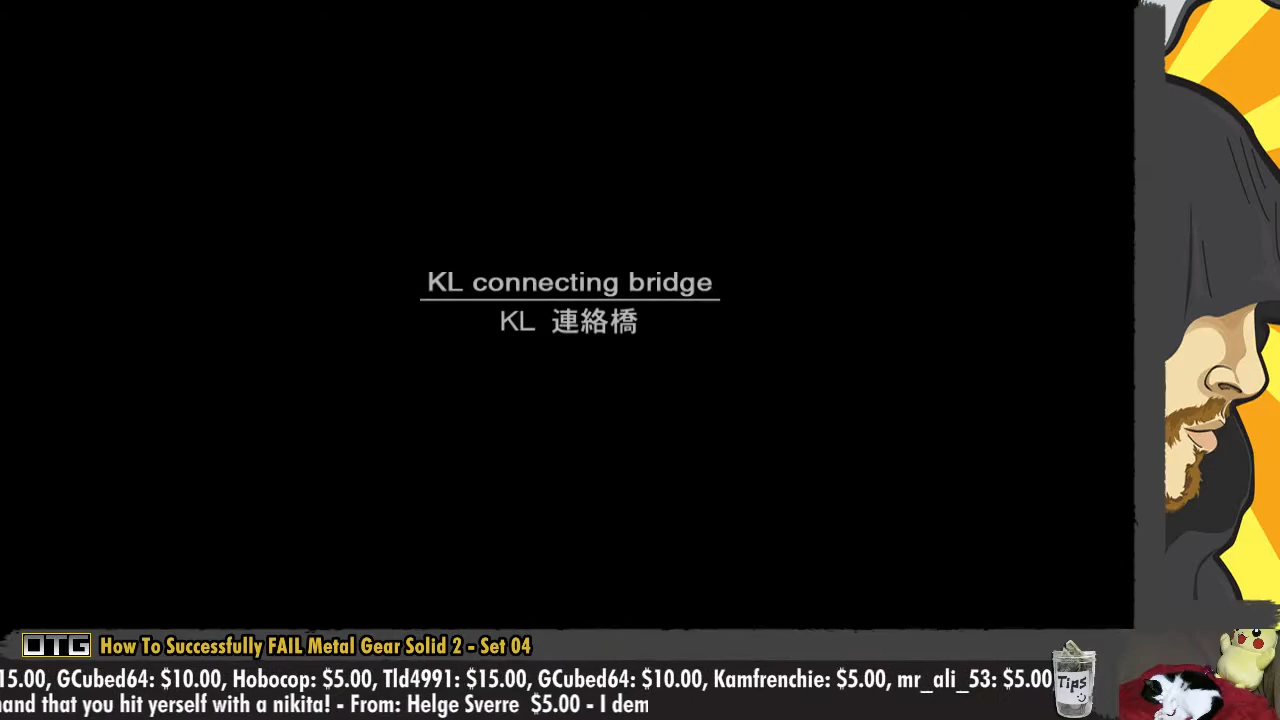 KL connecting bridge
KL 連絡橋
OTG How To Successfully FAIL Metal Gear Solid 2 - Set 04
15.00, GCubed64: $10.00, Hobocop: $5.00, Tld4991: $15.00, GCubed64: $10.00, Kamfrenchie: $5.00, mr_ali_53: $5.00
Tips
and that you hit yerself with a nikita! - From: Helge Sverre $5.00 - I dem